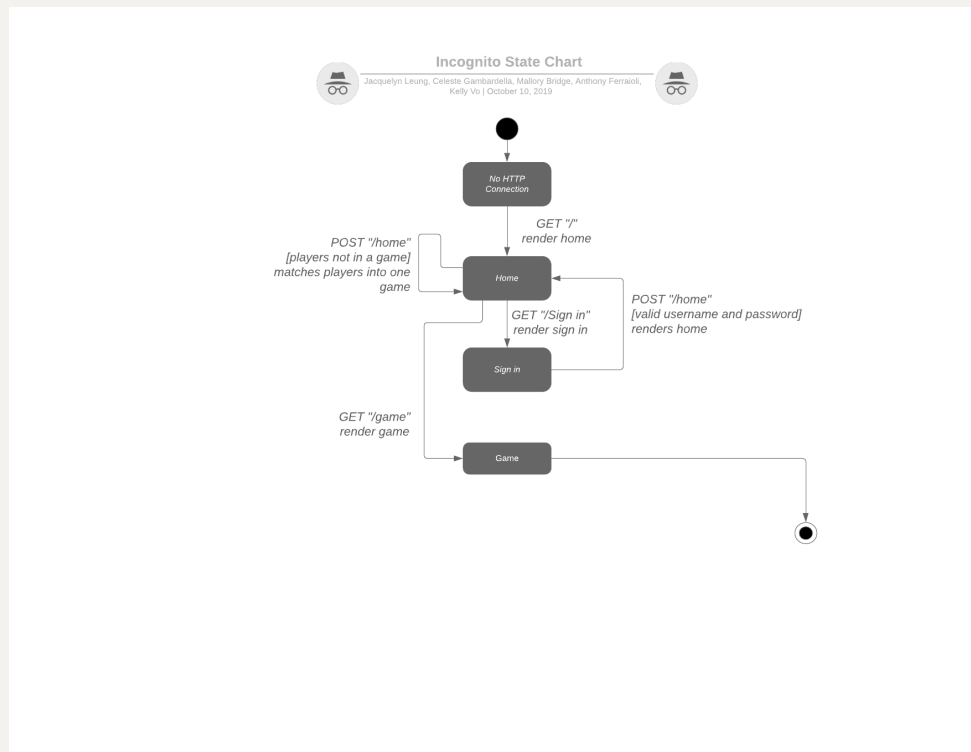 Incognito State Chart
Jacquelyn Leung, Celeste Gambardella, Mallory Bridge, Anthony Ferraioli,
Kelly Vo | October 10, 2019
No HTTP
Connection
GET "/"
render home
POST "/home"
[players not in a game]
matches players into one
game
Home
GET "/Sign in"
render sign in
POST "/home"
[valid username and password]
renders home
Sign in
GET "/game"
render game
Game